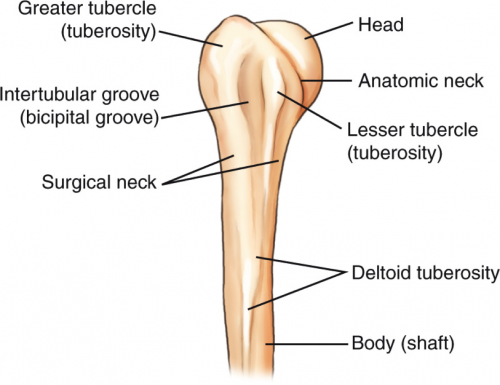 Greater tubercle
(tuberosity)
Head
Intertubular groove
(bicipital groove)
Anatomic neck
Lesser tubercle
(tuberosity)
Surgical neck
Deltoid tuberosity
Body (shaft)